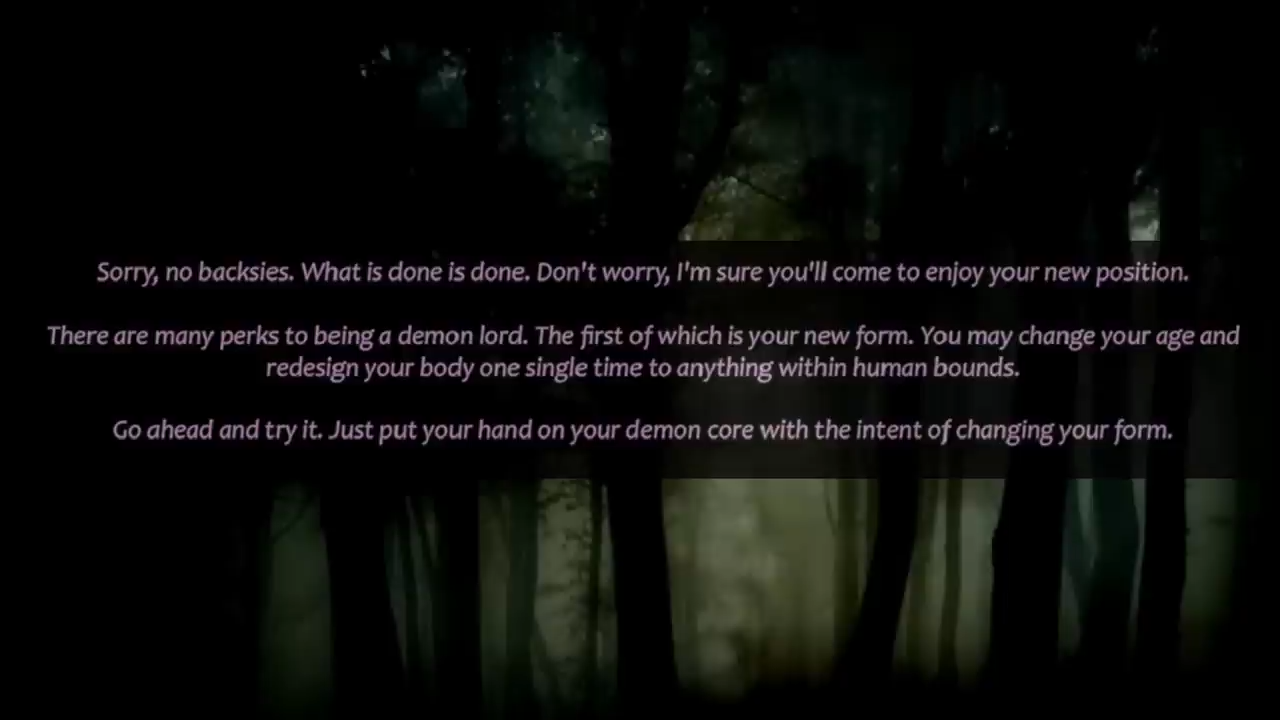 Sorry, no backsies. What is done is done. Don't worry, I'm sure you'll come to enjoy your new position.
There are many perks to being a demon lord. The first of which is your new form. You may change your age and
redesign your body one single time to anything within human bounds.
Go ahead and try it. Just put your hand on your demon core with the intent of changing your form.